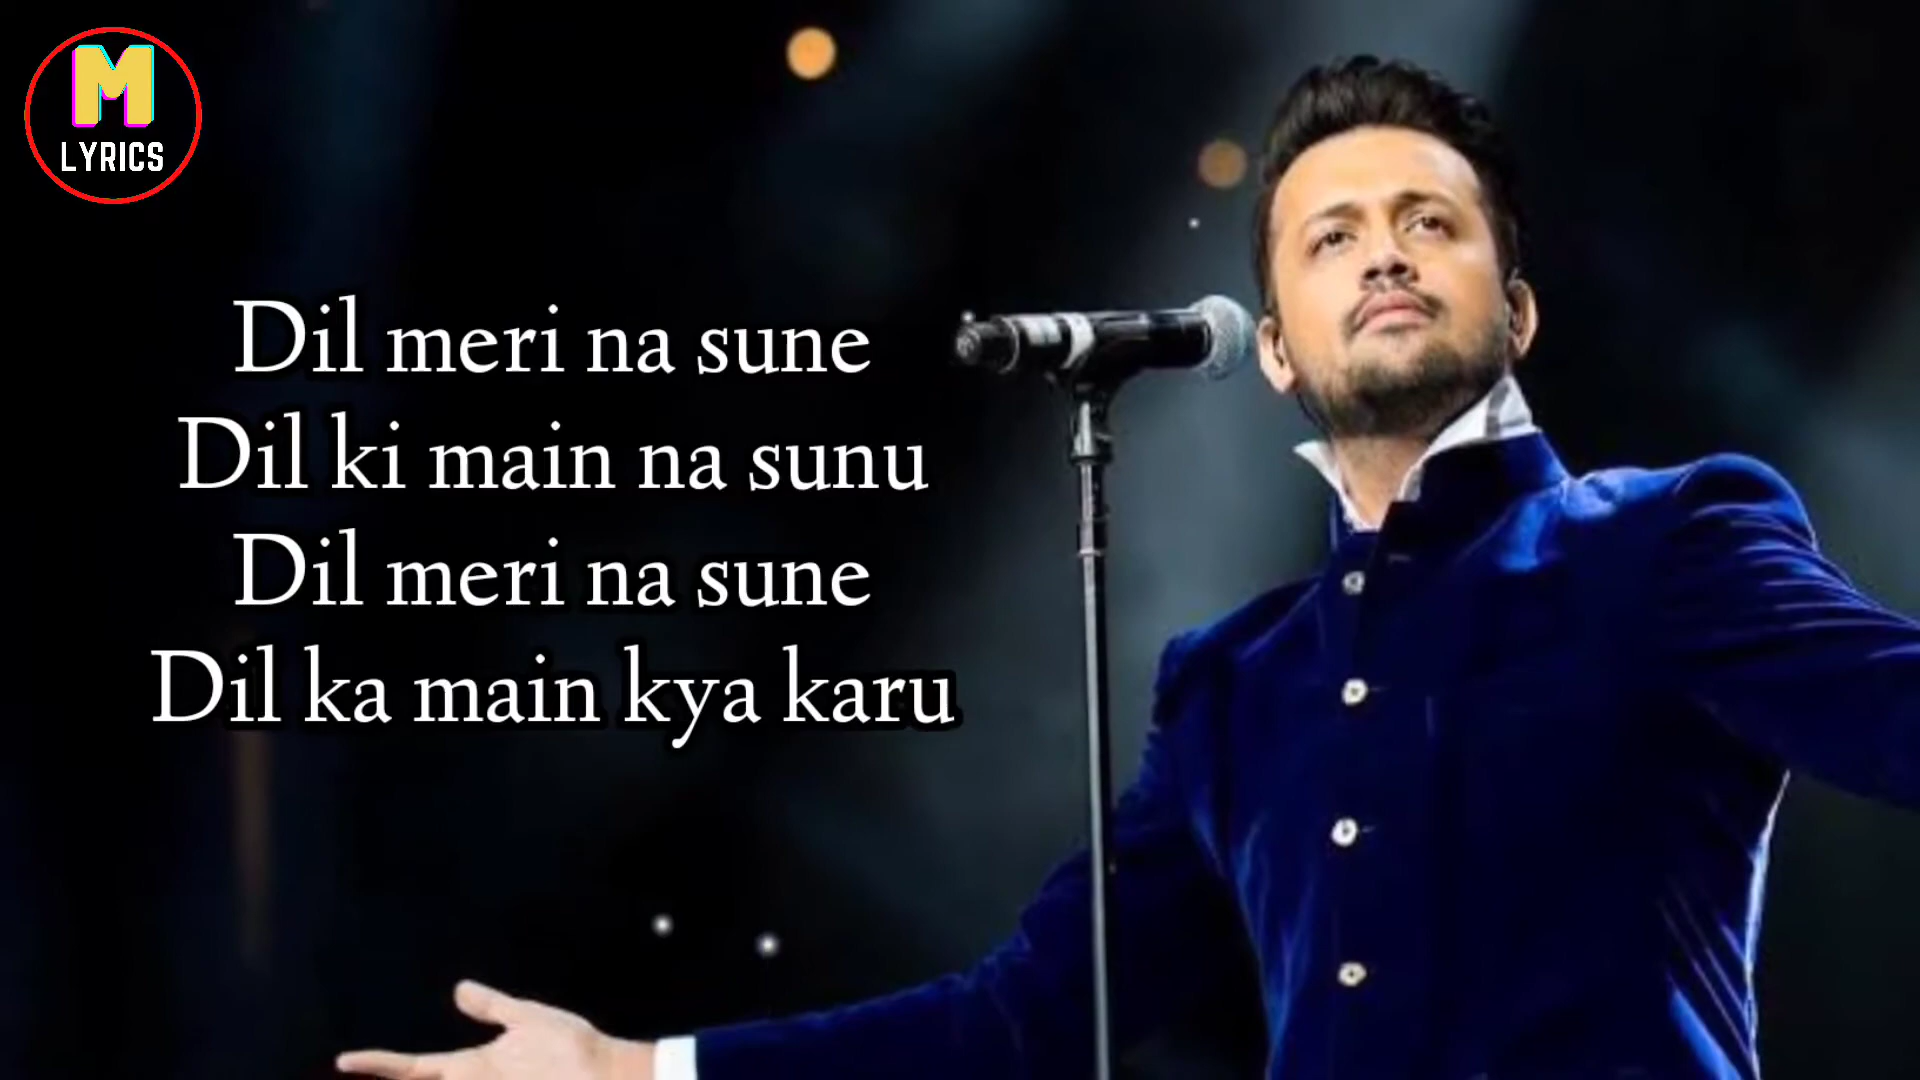 M
LYRICS
Dil meri na sune
Dil ki main na sunu
Dil meri na sune
Dil ka main kya karu